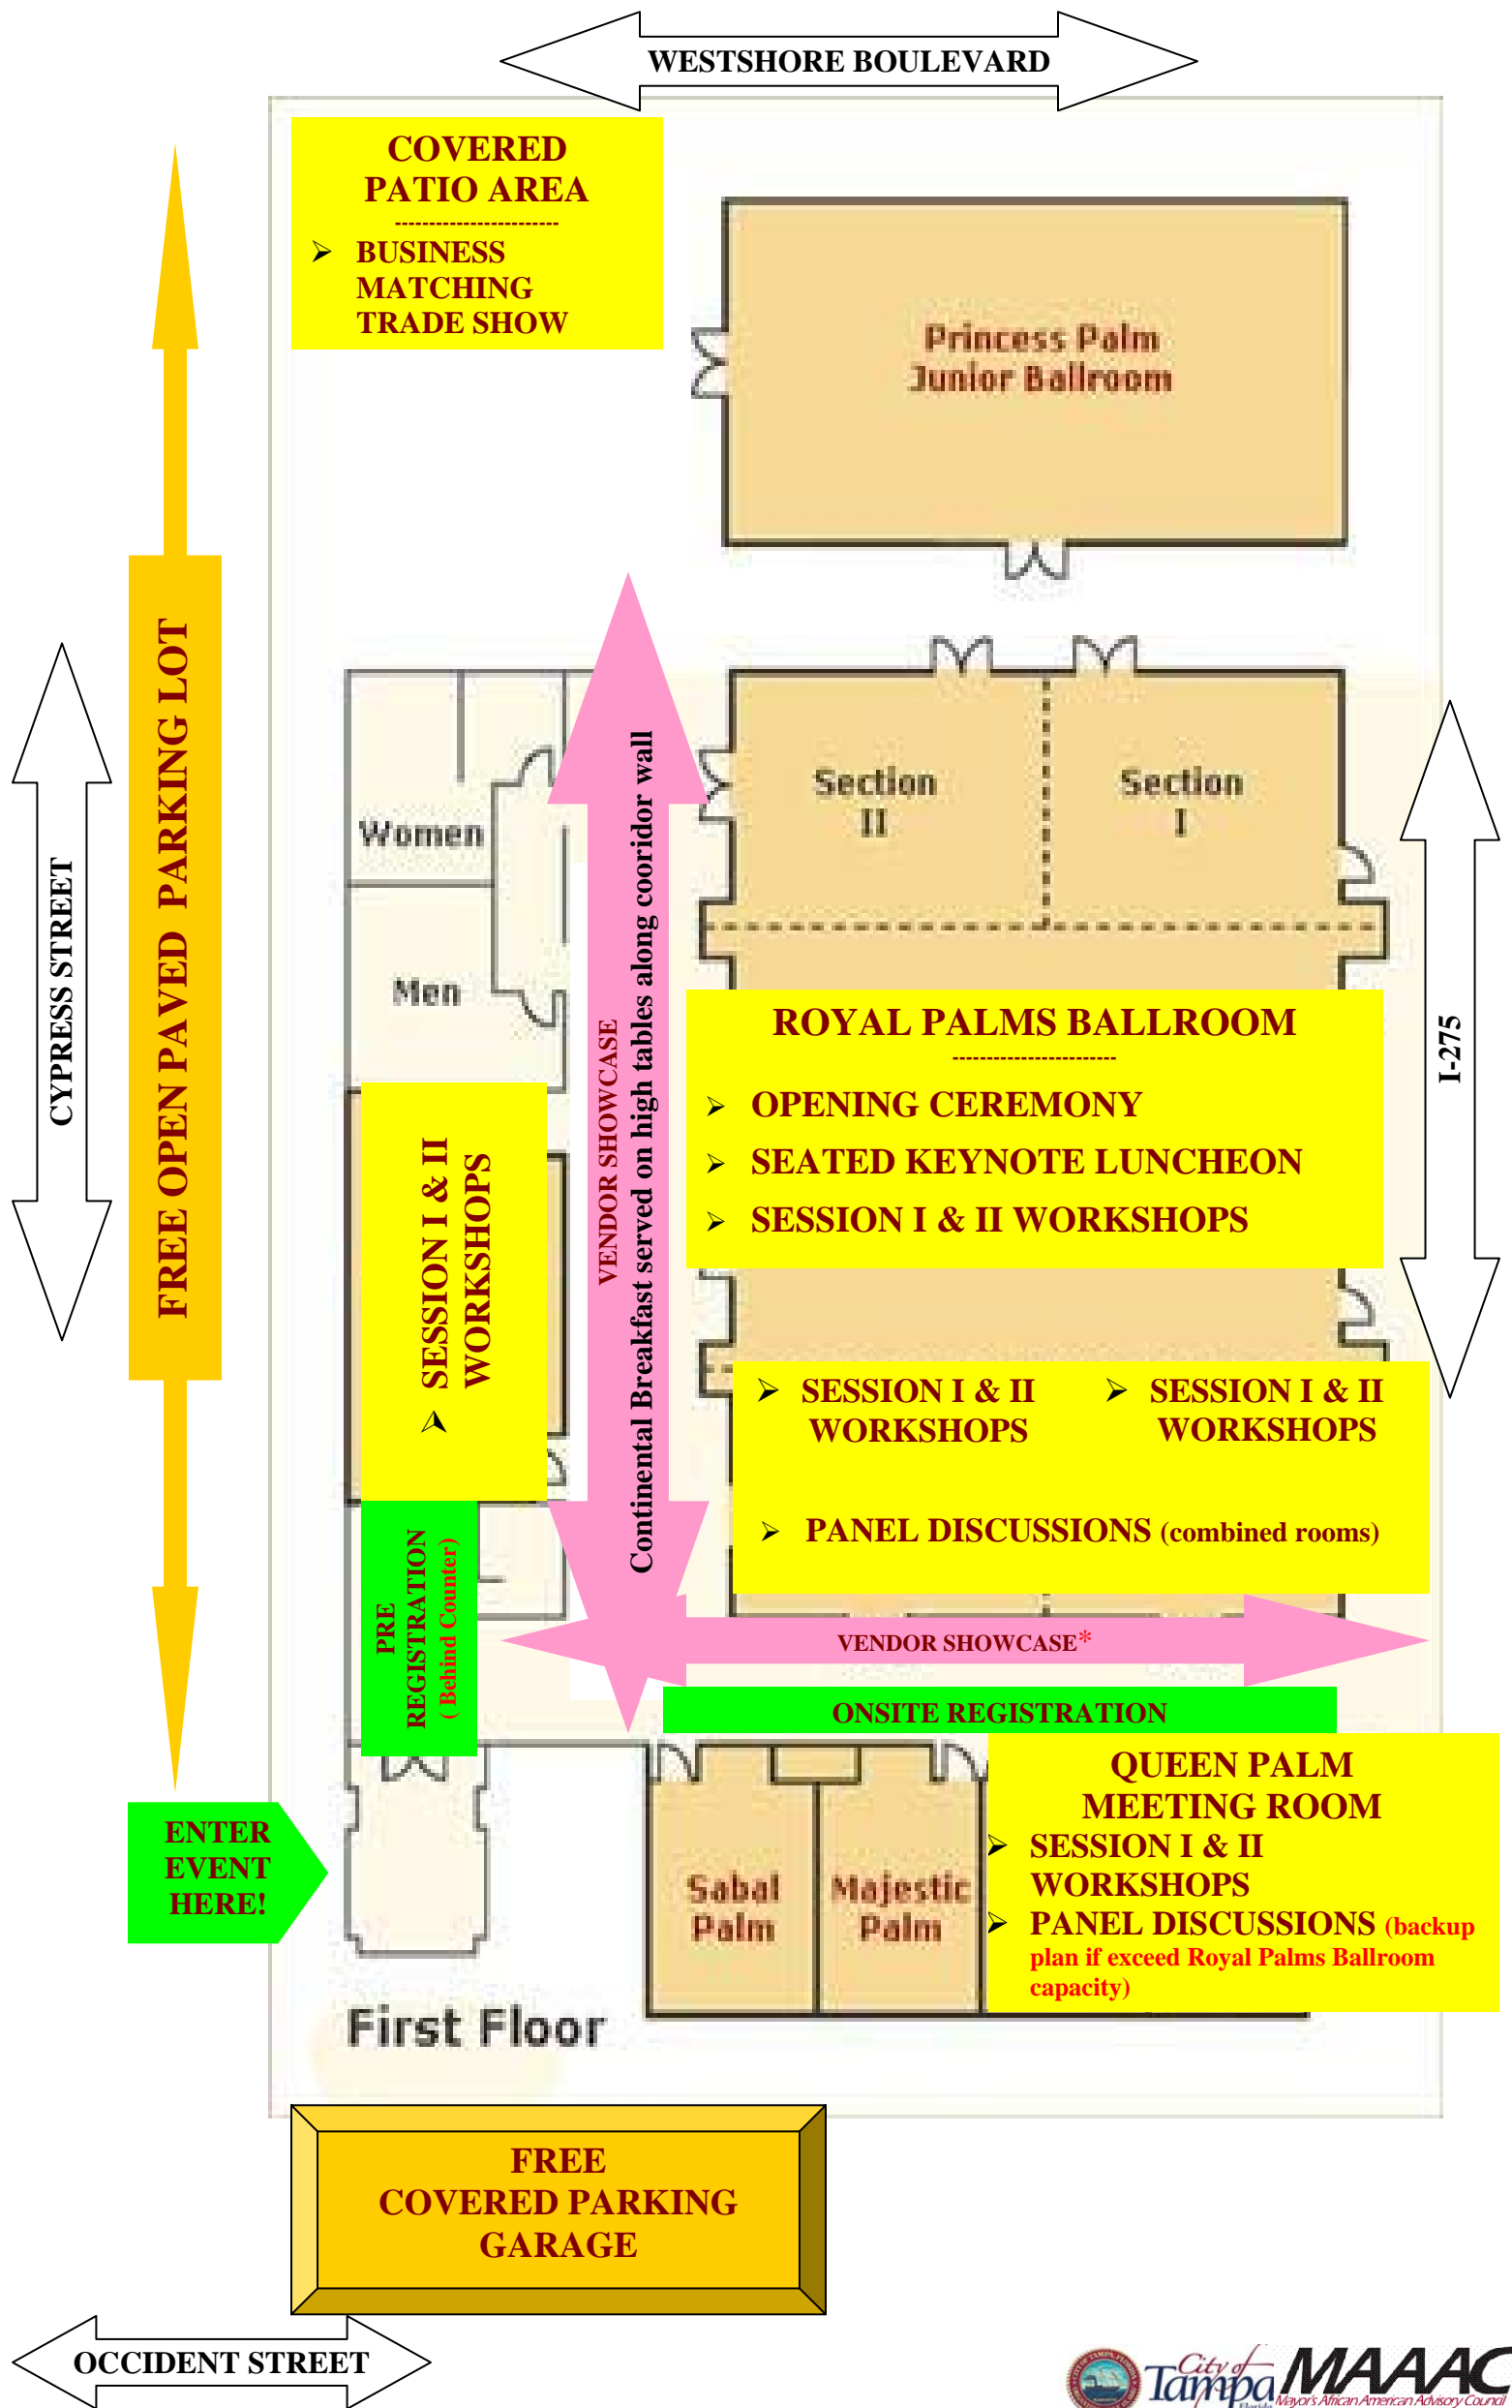 WESTSHORE BOULEVARD
COVERED
PATIO AREA
------------------------
➢ BUSINESS
MATCHING
TRADE SHOW
Princess Palm
Junior Ballroom
FREE OPEN PAVED PARKING LOT
CYPRESS STREET
Women
Men
Section
II
Section
I
I-275
VENDOR SHOWCASE
Continental Breakfast served on high tables along cooridor wall
ROYAL PALMS BALLROOM
------------------------
➢ OPENING CEREMONY
➢ SEATED KEYNOTE LUNCHEON
➢ SESSION I & II WORKSHOPS
➢ SESSION I & II
WORKSHOPS
➢ SESSION I & II
WORKSHOPS
➢ SESSION I & II
WORKSHOPS
➢ PANEL DISCUSSIONS (combined rooms)
PRE
REGISTRATION
( Behind Counter)
VENDOR SHOWCASE*
ONSITE REGISTRATION
ENTER
EVENT
HERE!
Sabal
Palm
Majestic
Palm
QUEEN PALM
MEETING ROOM
➢ SESSION I & II
WORKSHOPS
➢ PANEL DISCUSSIONS (backup
plan if exceed Royal Palms Ballroom
capacity)
First Floor
FREE
COVERED PARKING
GARAGE
OCCIDENT STREET
City of
Tampa
Florida
MAAAC
Mayor's African American Advisory Council